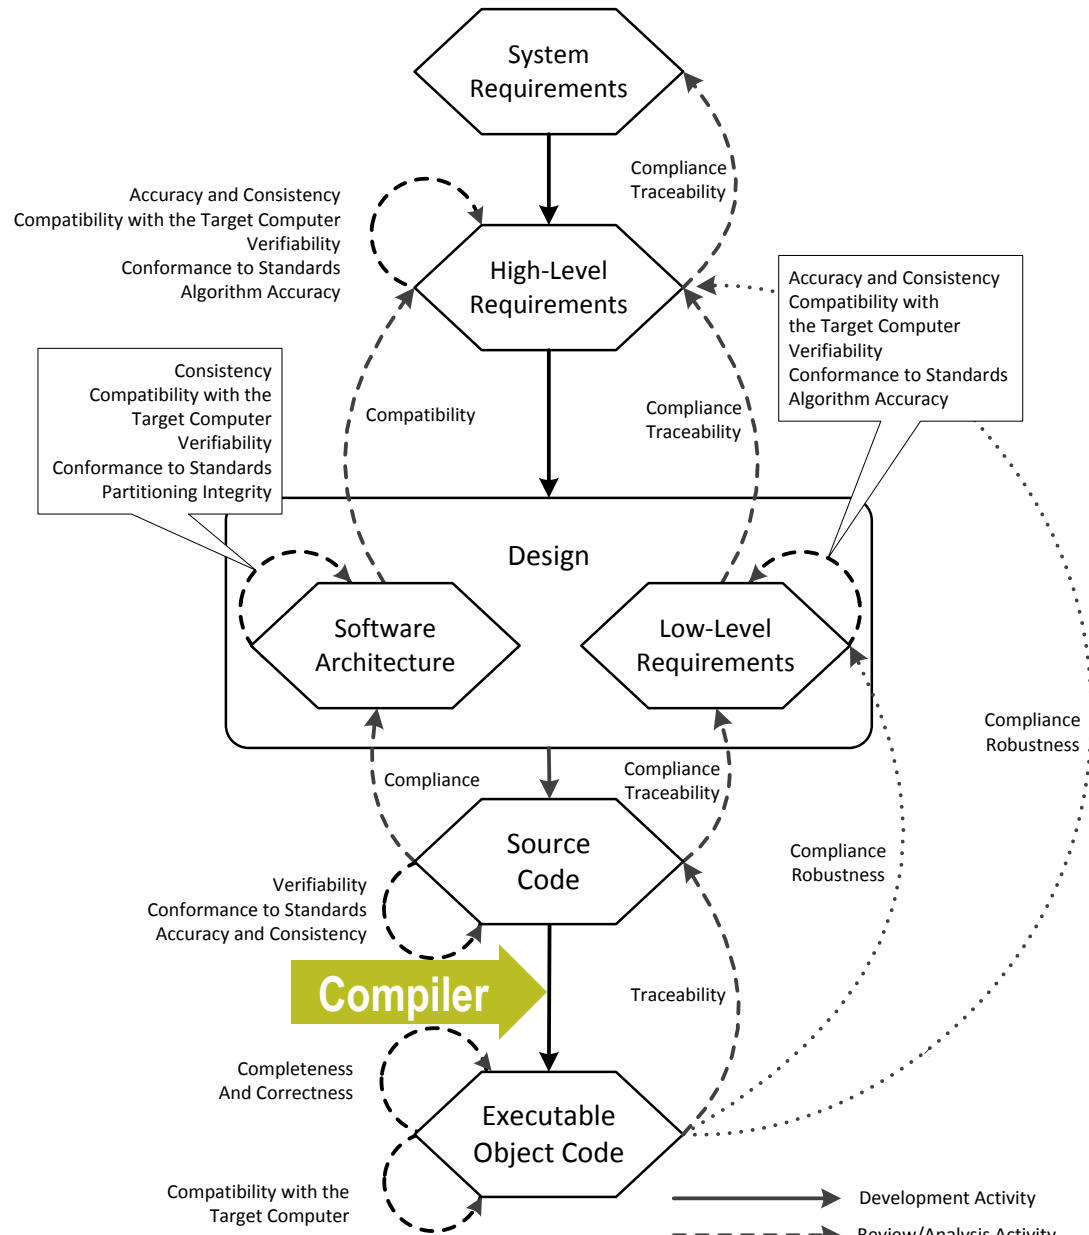 System
Requirements
Compliance
Traceability
Accuracy and Consistency
Compatibility with the Target Computer
Verifiability
Conformance to Standards
Algorithm Accuracy
High-Level
Requirements
Accuracy and Consistency
Compatibility with
the Target Computer
Verifiability
Conformance to Standards
Algorithm Accuracy
Consistency
Compatibility with the
Target Computer
Verifiability
Conformance to Standards
Partitioning Integrity
Compatibility
Compliance
Traceability
Design
Software
Architecture
Low-Level
Requirements
Compliance
Robustness
Compliance
Compliance
Traceability
Source
Code
Compliance
Robustness
Verifiability
Conformance to Standards
Accuracy and Consistency
Compiler
Traceability
Completeness
And Correctness
Executable
Object Code
Compatibility with the
Target Computer
Development Activity
Review/Analysis Activity